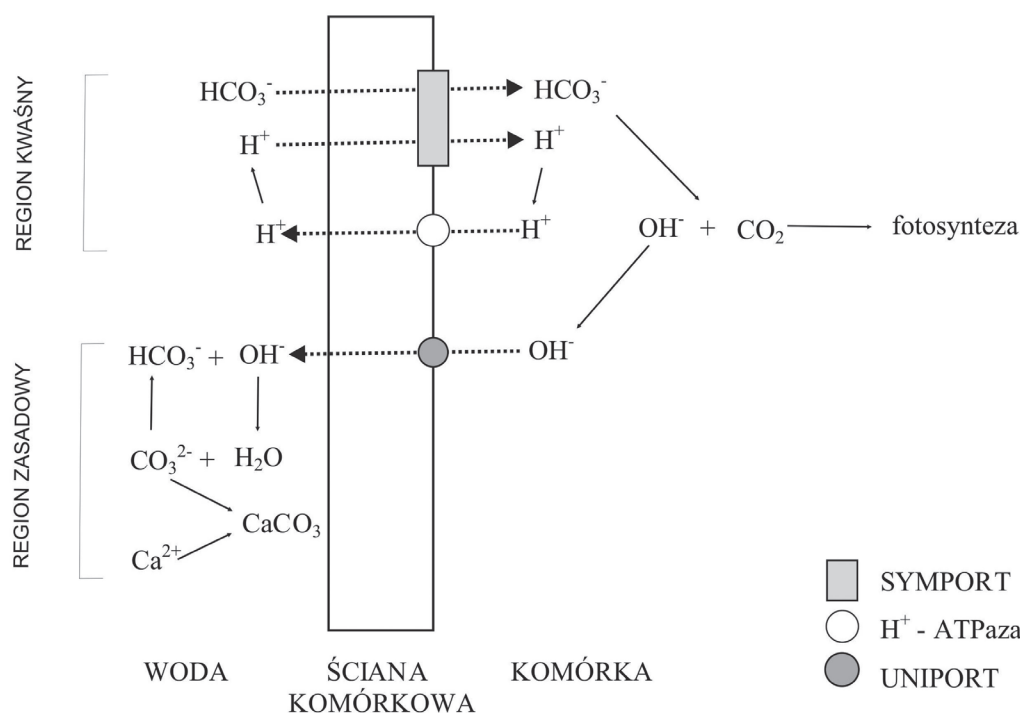 REGION KWAŚNY
HCO₃⁻ HCO₃⁻
H⁺ H⁺
H⁺ H⁺ OH⁻ + CO₂ fotosynteza
REGION ZASADOWY
HCO₃⁻ + OH⁻ OH⁻
CO₃²⁻ + H₂O
CaCO₃
Ca²⁺
SYMPORT
H⁺ - ATPaza
UNIPORT
WODA ŚCIANA KOMÓRKA
KOMÓRKOWA